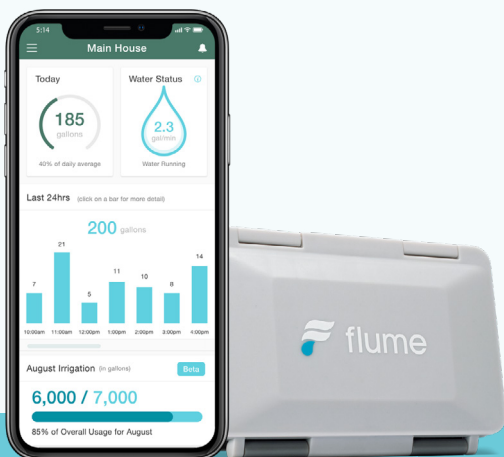 5:14
Main House
Today
Water Status
185
gallons
2.3
gal/min
40% of daily average
Water Running
Last 24hrs (click on a bar for more detail)
200 gallons
7 21 5 11 10 8 14
10:00am 11:00am 12:00pm 1:00pm 2:00pm 3:00pm 4:00pm
August Irrigation (in gallons) Beta
6,000 / 7,000
85% of Overall Usage for August
flume